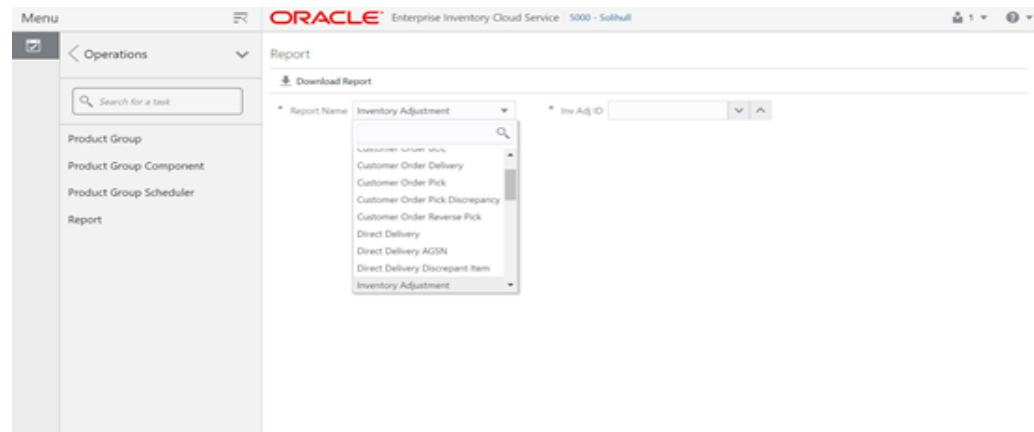 Menu
ORACLE Enterprise Inventory Cloud Service 5000 - Solihull
1
Operations
Search for a task
Product Group
Product Group Component
Product Group Scheduler
Report
Report
Download Report
* Report Name Inventory Adjustment
* Inv Adj ID
Customer Order Delivery
Customer Order Pick
Customer Order Pick Discrepancy
Customer Order Reverse Pick
Direct Delivery
Direct Delivery AGSN
Direct Delivery Discrepant Item
Inventory Adjustment